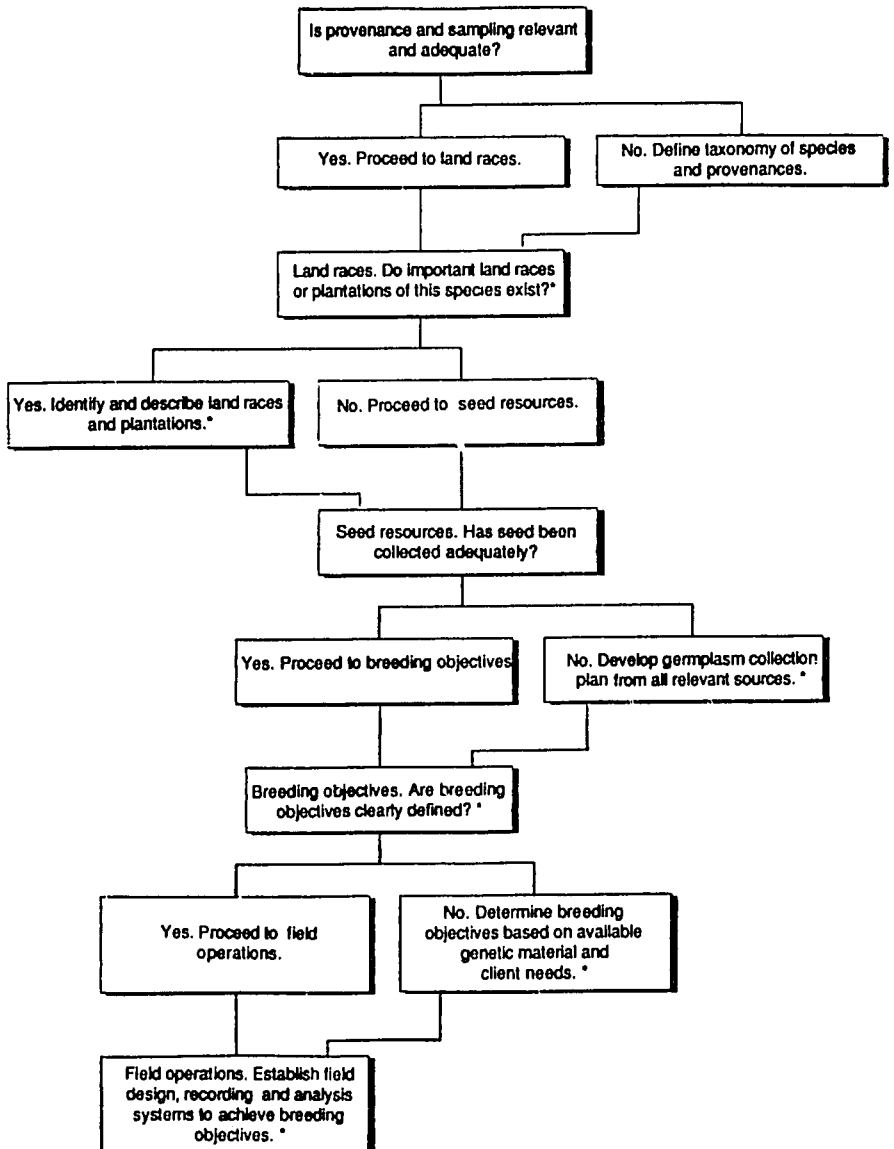 Is provenance and sampling relevant
and adequate?
Yes. Proceed to land races.
No. Define taxonomy of species
and provenances.
Land races. Do important land races
or plantations of this species exist?*
Yes. Identify and describe land races
and plantations.*
No. Proceed to seed resources.
Seed resources. Has seed been
collected adequately?
Yes. Proceed to breeding objectives
No. Develop germplasm collection
plan from all relevant sources. *
Breeding objectives. Are breeding
objectives clearly defined? *
Yes. Proceed to field
operations.
No. Determine breeding
objectives based on available
genetic material and
client needs. *
Field operations. Establish field
design, recording and analysis
systems to achieve breeding
objectives. *